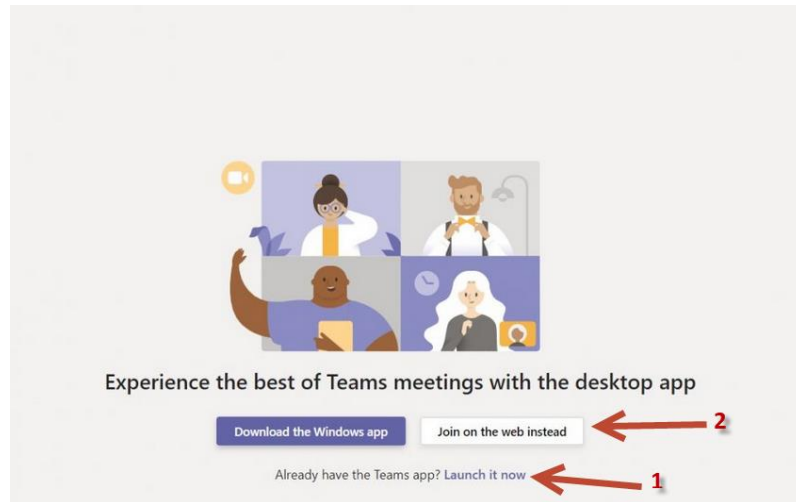 Experience the best of Teams meetings with the desktop app
Download the Windows app
Join on the web instead
2
Already have the Teams app? Launch it now
1